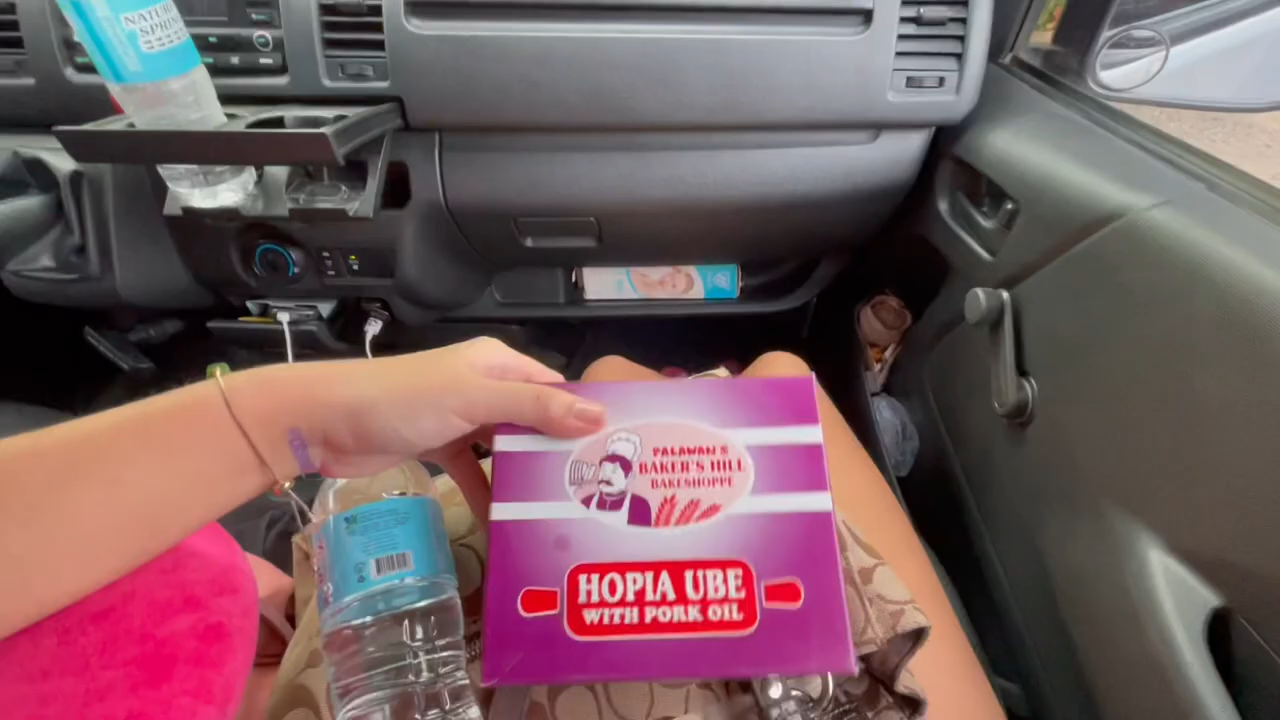 NATURE
SPRING
PALAWAN'S
BAKER'S HILL
BAKESHOPPE
HOPIA UBE
WITH PORK OIL